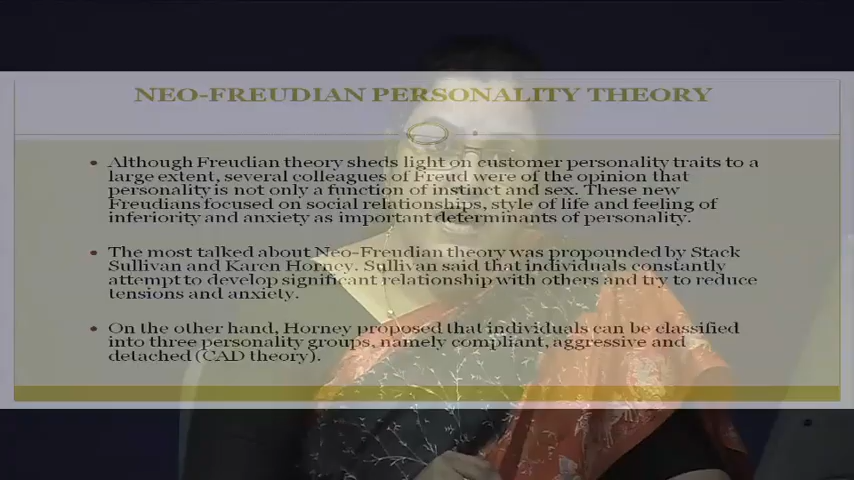 NEO-FREUDIAN PERSONALITY THEORY
• Although Freudian theory sheds light on customer personality traits to a
large extent, several colleagues of Freud were of the opinion that
personality is not only a function of instinct and sex. These new
Freudians focused on social relationships, style of life and feeling of
inferiority and anxiety as important determinants of personality.
• The most talked about Neo-Freudian theory was propounded by Stack
Sullivan and Karen Horney. Sullivan said that individuals constantly
attempt to develop significant relationship with others and try to reduce
tensions and anxiety.
• On the other hand, Horney proposed that individuals can be classified
into three personality groups, namely compliant, aggressive and
detached (CAD theory).